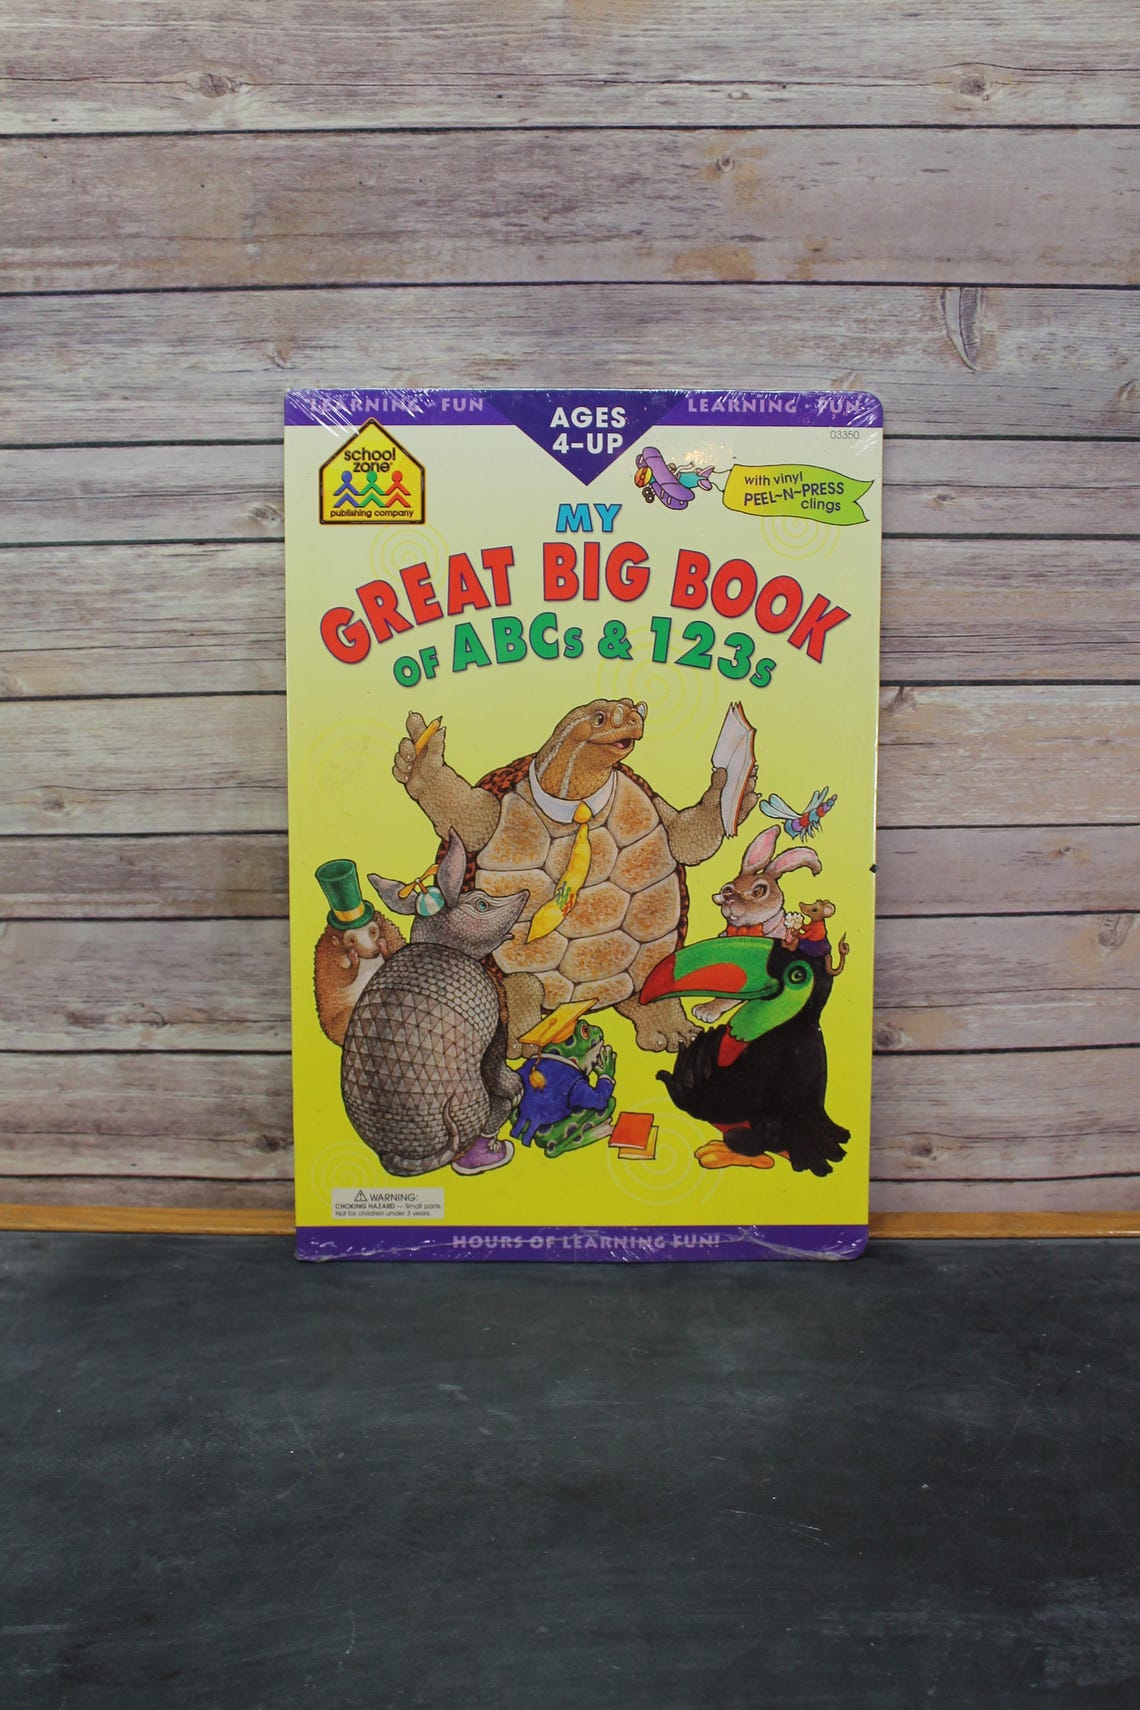 LEARNING • FUN
AGES
4-UP
LEARNING • FUN
03350
school
zone®
publishing company
with vinyl
PEEL~N~PRESS
clings
MY
GREAT BIG BOOK
OF ABCs & 123s
WARNING:
CHOKING HAZARD — Small parts
Not for children under 3 years.
HOURS OF LEARNING FUN!